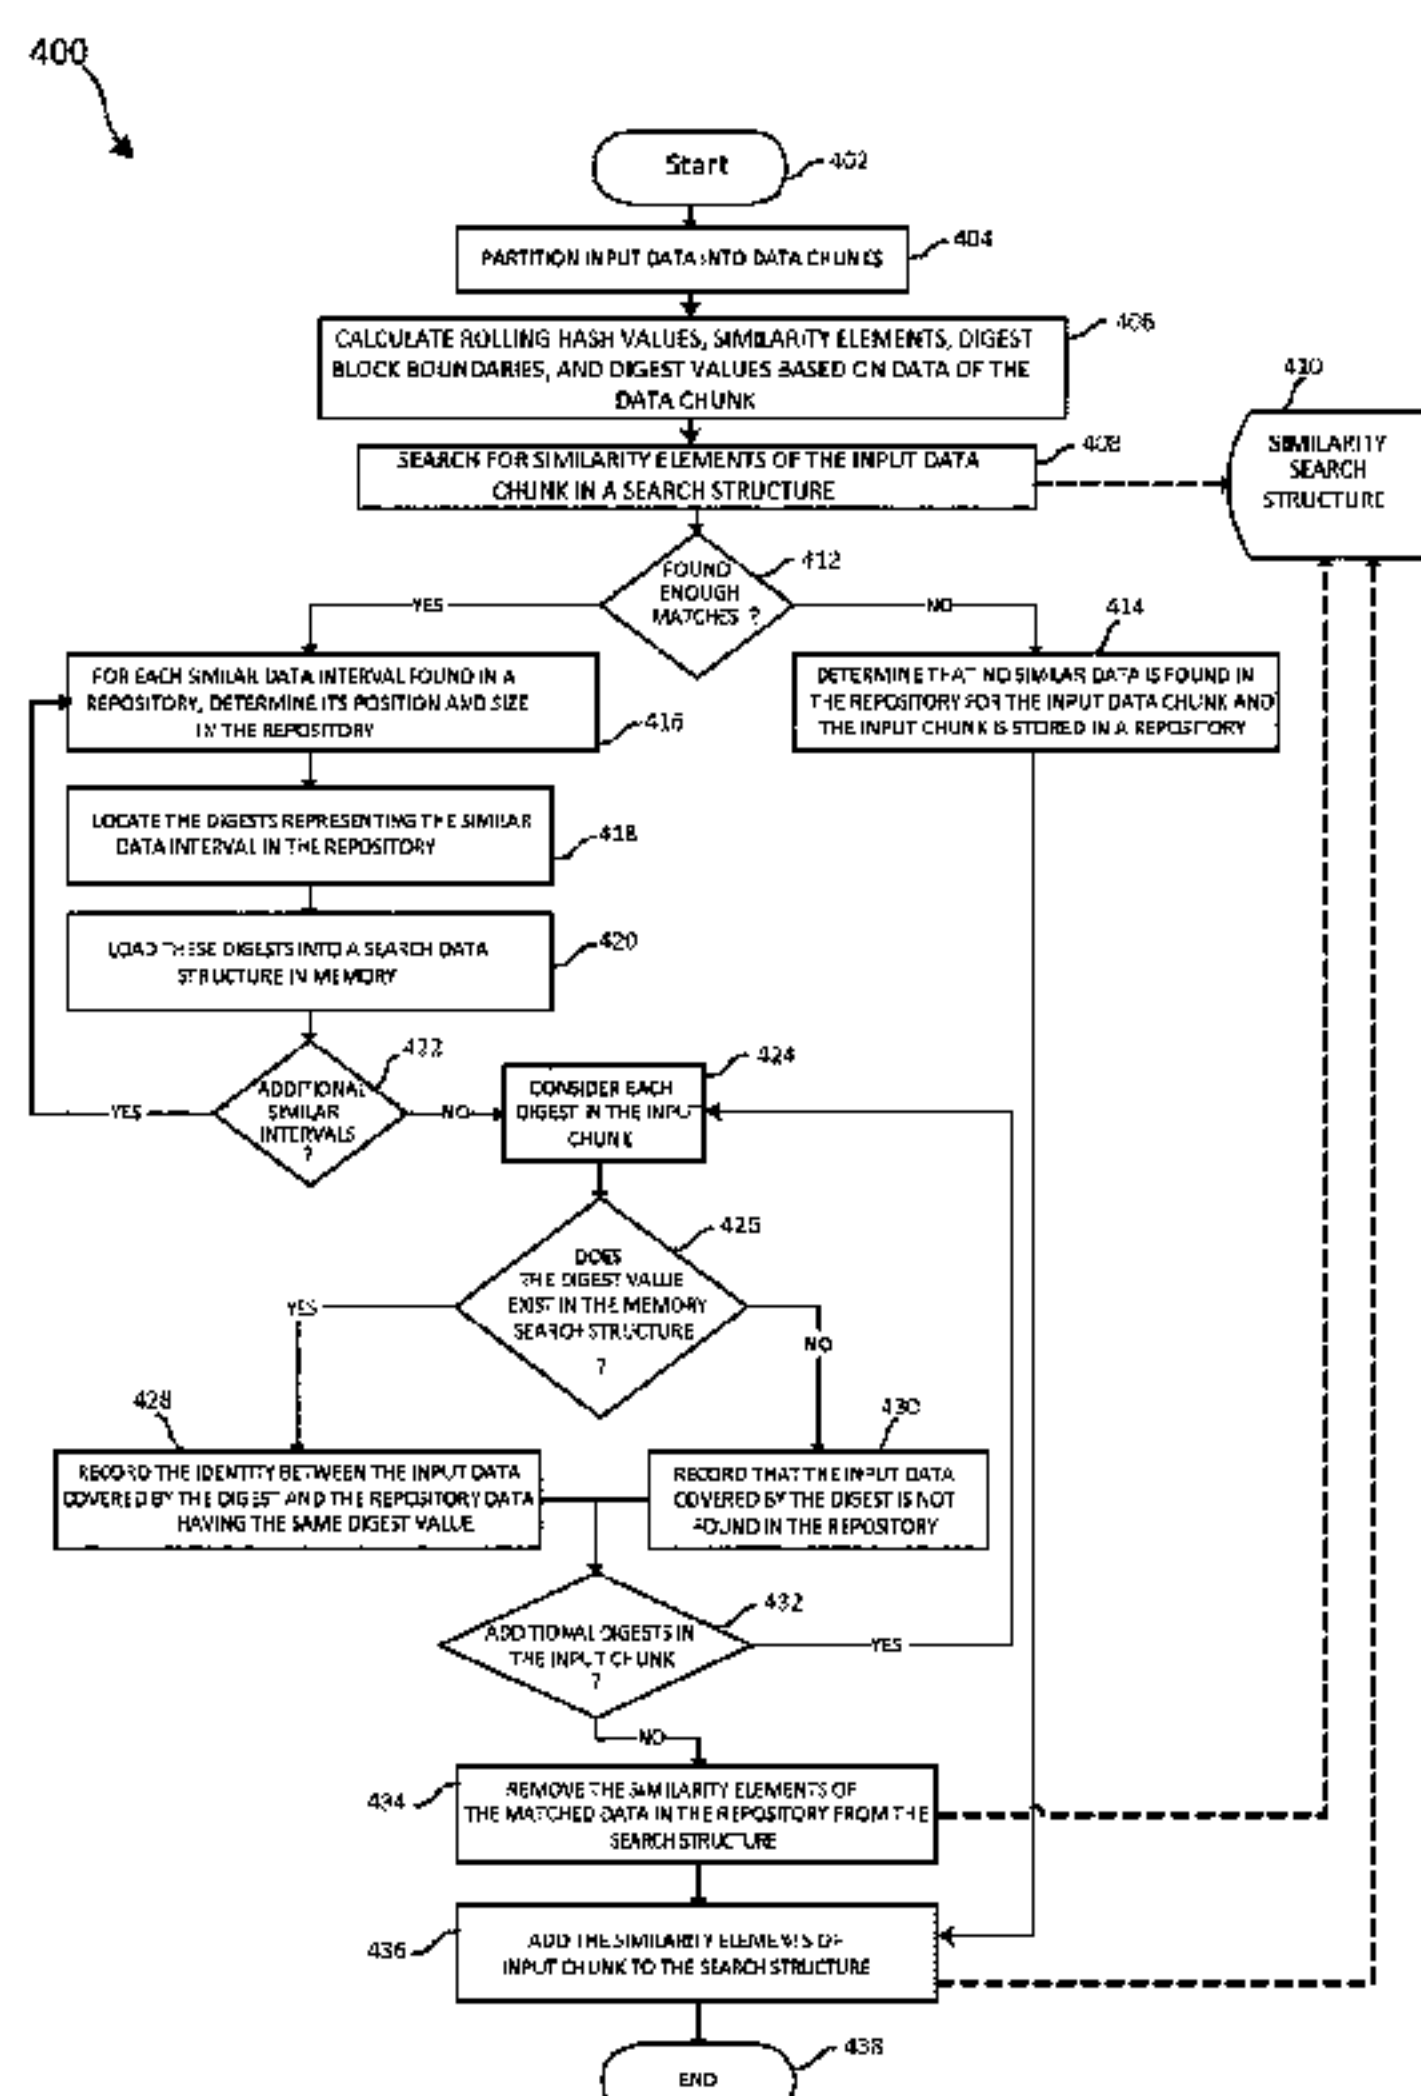 400
Start
402
PARTITION INPUT DATA INTO DATA CHUNKS
404
CALCULATE ROLLING HASH VALUES, SIMILARITY ELEMENTS, DIGEST
BLOCK BOUNDARIES, AND DIGEST VALUES BASED ON DATA OF THE
DATA CHUNK
406
SEARCH FOR SIMILARITY ELEMENTS OF THE INPUT DATA
CHUNK IN A SEARCH STRUCTURE
408
410
SIMILARITY
SEARCH
STRUCTURE
FOUND
ENOUGH
MATCHES ?
412
YES
NO
414
FOR EACH SIMILAR DATA INTERVAL FOUND IN A
REPOSITORY, DETERMINE ITS POSITION AND SIZE
IN THE REPOSITORY
416
DETERMINE THAT NO SIMILAR DATA IS FOUND IN
THE REPOSITORY FOR THE INPUT DATA CHUNK AND
THE INPUT CHUNK IS STORED IN A REPOSITORY
LOCATE THE DIGESTS REPRESENTING THE SIMILAR
DATA INTERVAL IN THE REPOSITORY
418
LOAD THESE DIGESTS INTO A SEARCH DATA
STRUCTURE IN MEMORY
420
ADDITIONAL
SIMILAR
INTERVALS
?
422
YES
NO
CONSIDER EACH
DIGEST IN THE INPUT
CHUNK
424
DOES
THE DIGEST VALUE
EXIST IN THE MEMORY
SEARCH STRUCTURE
?
426
YES
NO
428
RECORD THE IDENTITY BETWEEN THE INPUT DATA
COVERED BY THE DIGEST AND THE REPOSITORY DATA
HAVING THE SAME DIGEST VALUE
430
RECORD THAT THE INPUT DATA
COVERED BY THE DIGEST IS NOT
FOUND IN THE REPOSITORY
ADDITIONAL DIGESTS IN
THE INPUT CHUNK
?
432
YES
NO
434
REMOVE THE SIMILARITY ELEMENTS OF
THE MATCHED DATA IN THE REPOSITORY FROM THE
SEARCH STRUCTURE
436
ADD THE SIMILARITY ELEMENTS OF
INPUT CHUNK TO THE SEARCH STRUCTURE
END
438